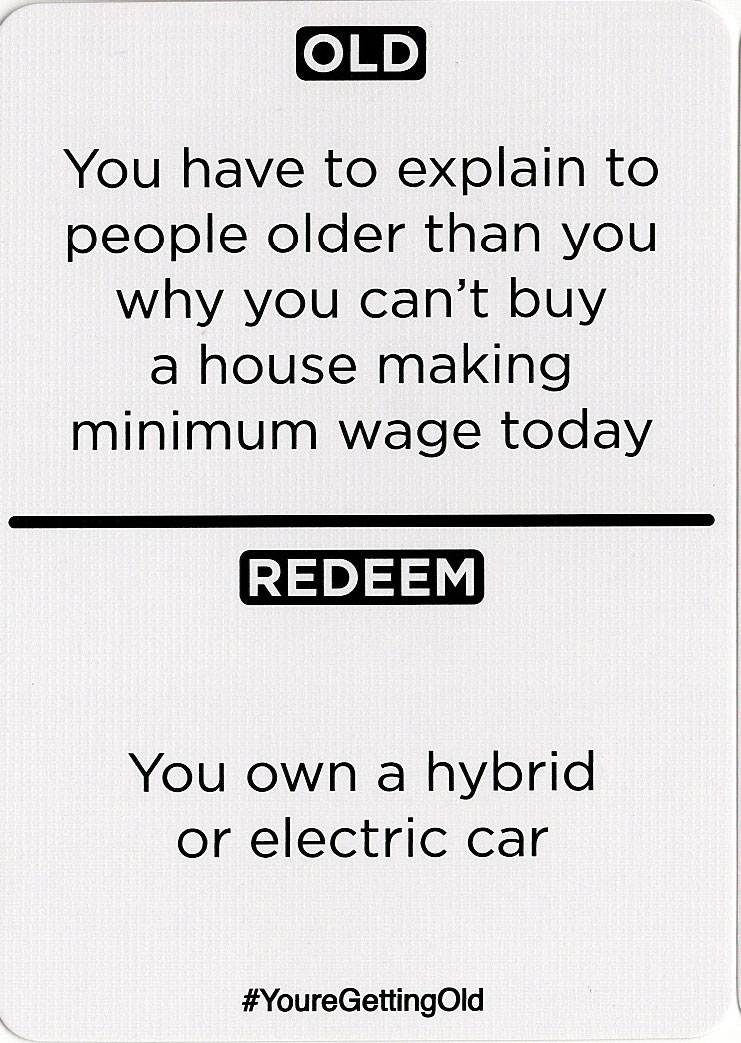 OLD
You have to explain to
people older than you
why you can’t buy
a house making
minimum wage today
REDEEM
You own a hybrid
or electric car
#YoureGettingOld